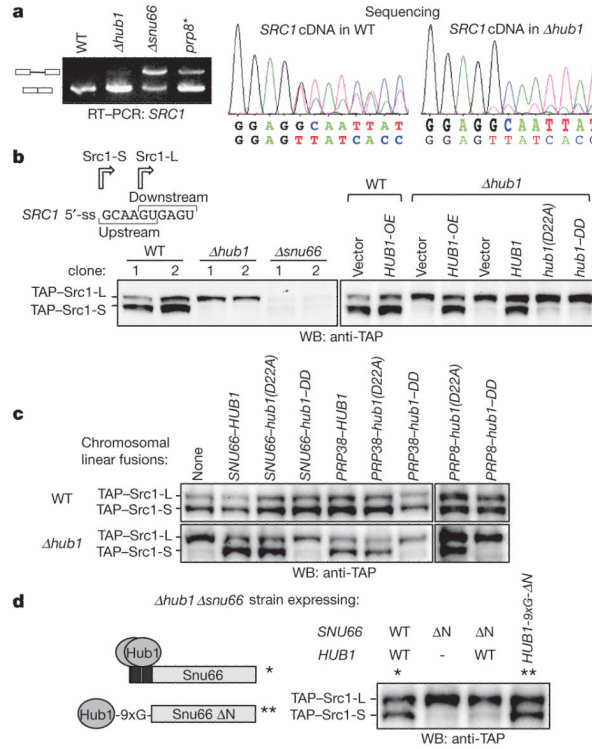 a
WT
Δhub1
Δsnu66
prp8*
RT–PCR: SRC1
Sequencing
SRC1 cDNA in WT
SRC1 cDNA in Δhub1
G G A G G C A A T T A T
G G A G T T A T C A C C
G G A G G C A A T T A
G G A G T T A T C A C
b
Src1-S
Src1-L
Downstream
SRC1 5′-ss GCAAGUGAGU
Upstream
WT
Δhub1
Δsnu66
clone: 1 2 1 2 1 2
TAP–Src1-L
TAP–Src1-S
WT
Δhub1
Vector
HUB1-OE
Vector
HUB1-OE
Vector
HUB1
hub1(D22A)
hub1–DD
WB: anti-TAP
c
Chromosomal
linear fusions:
None
SNU66–HUB1
SNU66–hub1(D22A)
SNU66–hub1–DD
PRP38–HUB1
PRP38–hub1(D22A)
PRP38–hub1–DD
PRP8–hub1(D22A)
PRP8–hub1–DD
WT
TAP–Src1-L
TAP–Src1-S
Δhub1
TAP–Src1-L
TAP–Src1-S
WB: anti-TAP
d
Δhub1 Δsnu66 strain expressing:
Hub1
Snu66
*
Hub1 -9xG- Snu66 ΔN **
SNU66 WT ΔN ΔN
HUB1 WT - WT
HUB1-9xG-ΔN
* **
TAP–Src1-L
TAP–Src1-S
WB: anti-TAP